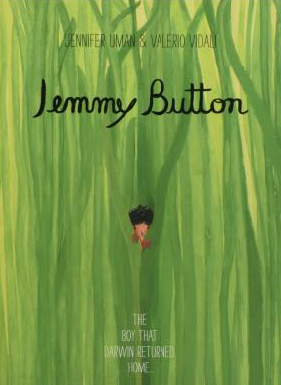 JENNIFER UMAN & VALERIO VIDALI
Jemmy Button
THE
BOY THAT
DARWIN RETURNED
HOME